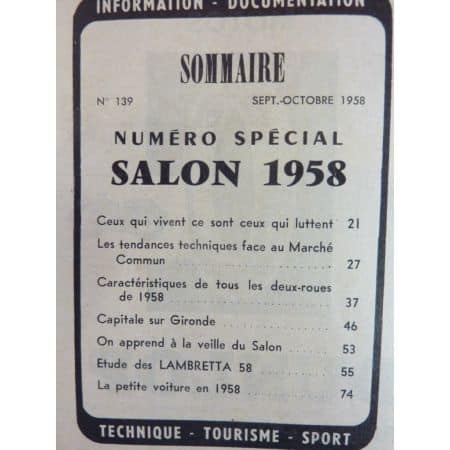 INFORMATION - DOCUMENTATION
SOMMAIRE
N° 139 SEPT.-OCTOBRE 1958
NUMÉRO SPÉCIAL
SALON 1958
Ceux qui vivent ce sont ceux qui luttent 21
Les tendances techniques face au Marché
Commun ............ 27
Caractéristiques de tous les deux-roues
de 1958 ............ 37
Capitale sur Gironde ............ 46
On apprend à la veille du Salon ...... 53
Etude des LAMBRETTA 58 ........ 55
La petite voiture en 1958 .......... 74
TECHNIQUE - TOURISME - SPORT